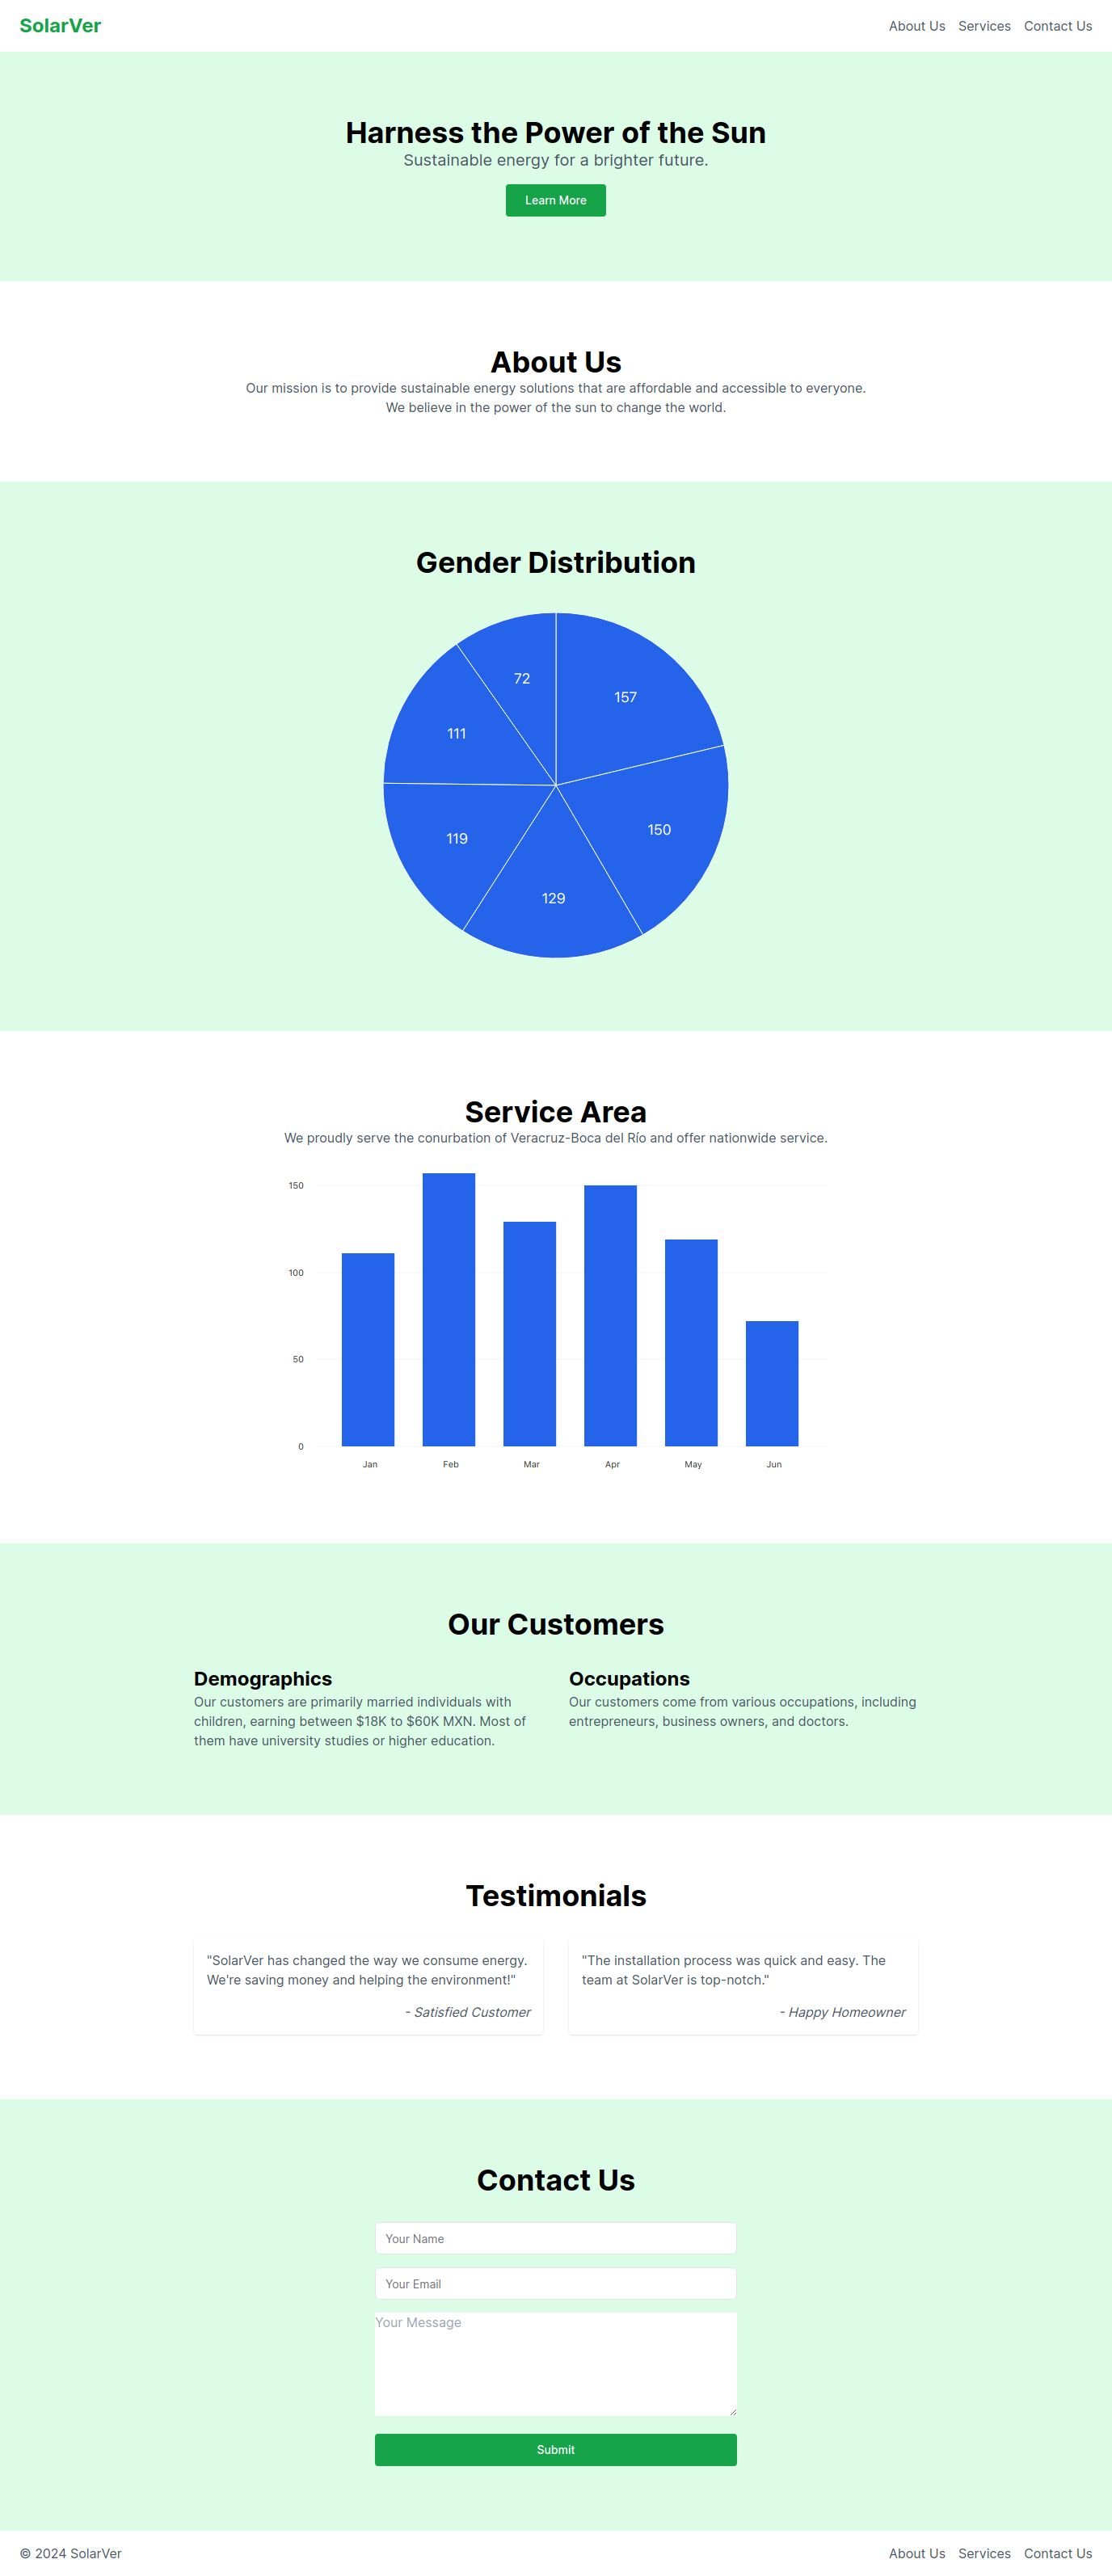 SolarVer
About Us Services Contact Us
Harness the Power of the Sun
Sustainable energy for a brighter future.
Learn More
About Us
Our mission is to provide sustainable energy solutions that are affordable and accessible to everyone.
We believe in the power of the sun to change the world.
Gender Distribution
72
157
111
150
119
129
Service Area
We proudly serve the conurbation of Veracruz-Boca del Río and offer nationwide service.
150
100
50
0
Jan Feb Mar Apr May Jun
Our Customers
Demographics
Our customers are primarily married individuals with
children, earning between $18K to $60K MXN. Most of
them have university studies or higher education.
Occupations
Our customers come from various occupations, including
entrepreneurs, business owners, and doctors.
Testimonials
"SolarVer has changed the way we consume energy.
We're saving money and helping the environment!"
- Satisfied Customer
"The installation process was quick and easy. The
team at SolarVer is top-notch."
- Happy Homeowner
Contact Us
Your Name
Your Email
Your Message
Submit
© 2024 SolarVer
About Us Services Contact Us